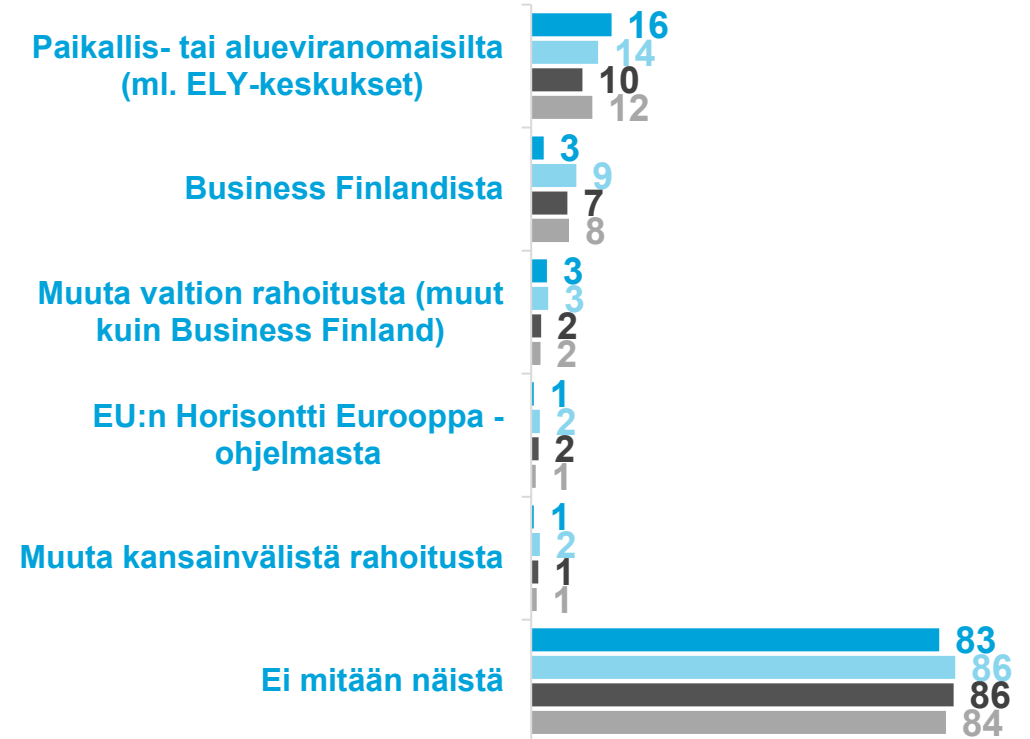 Paikallis- tai alueviranomaisilta
(ml. ELY-keskukset)
16
14
10
12
Business Finlandista
3
9
7
8
Muuta valtion rahoitusta (muut
kuin Business Finland)
3
3
2
2
EU:n Horisontti Eurooppa -
ohjelmasta
1
2
2
1
Muuta kansainvälistä rahoitusta
1
2
1
1
Ei mitään näistä
83
86
86
84